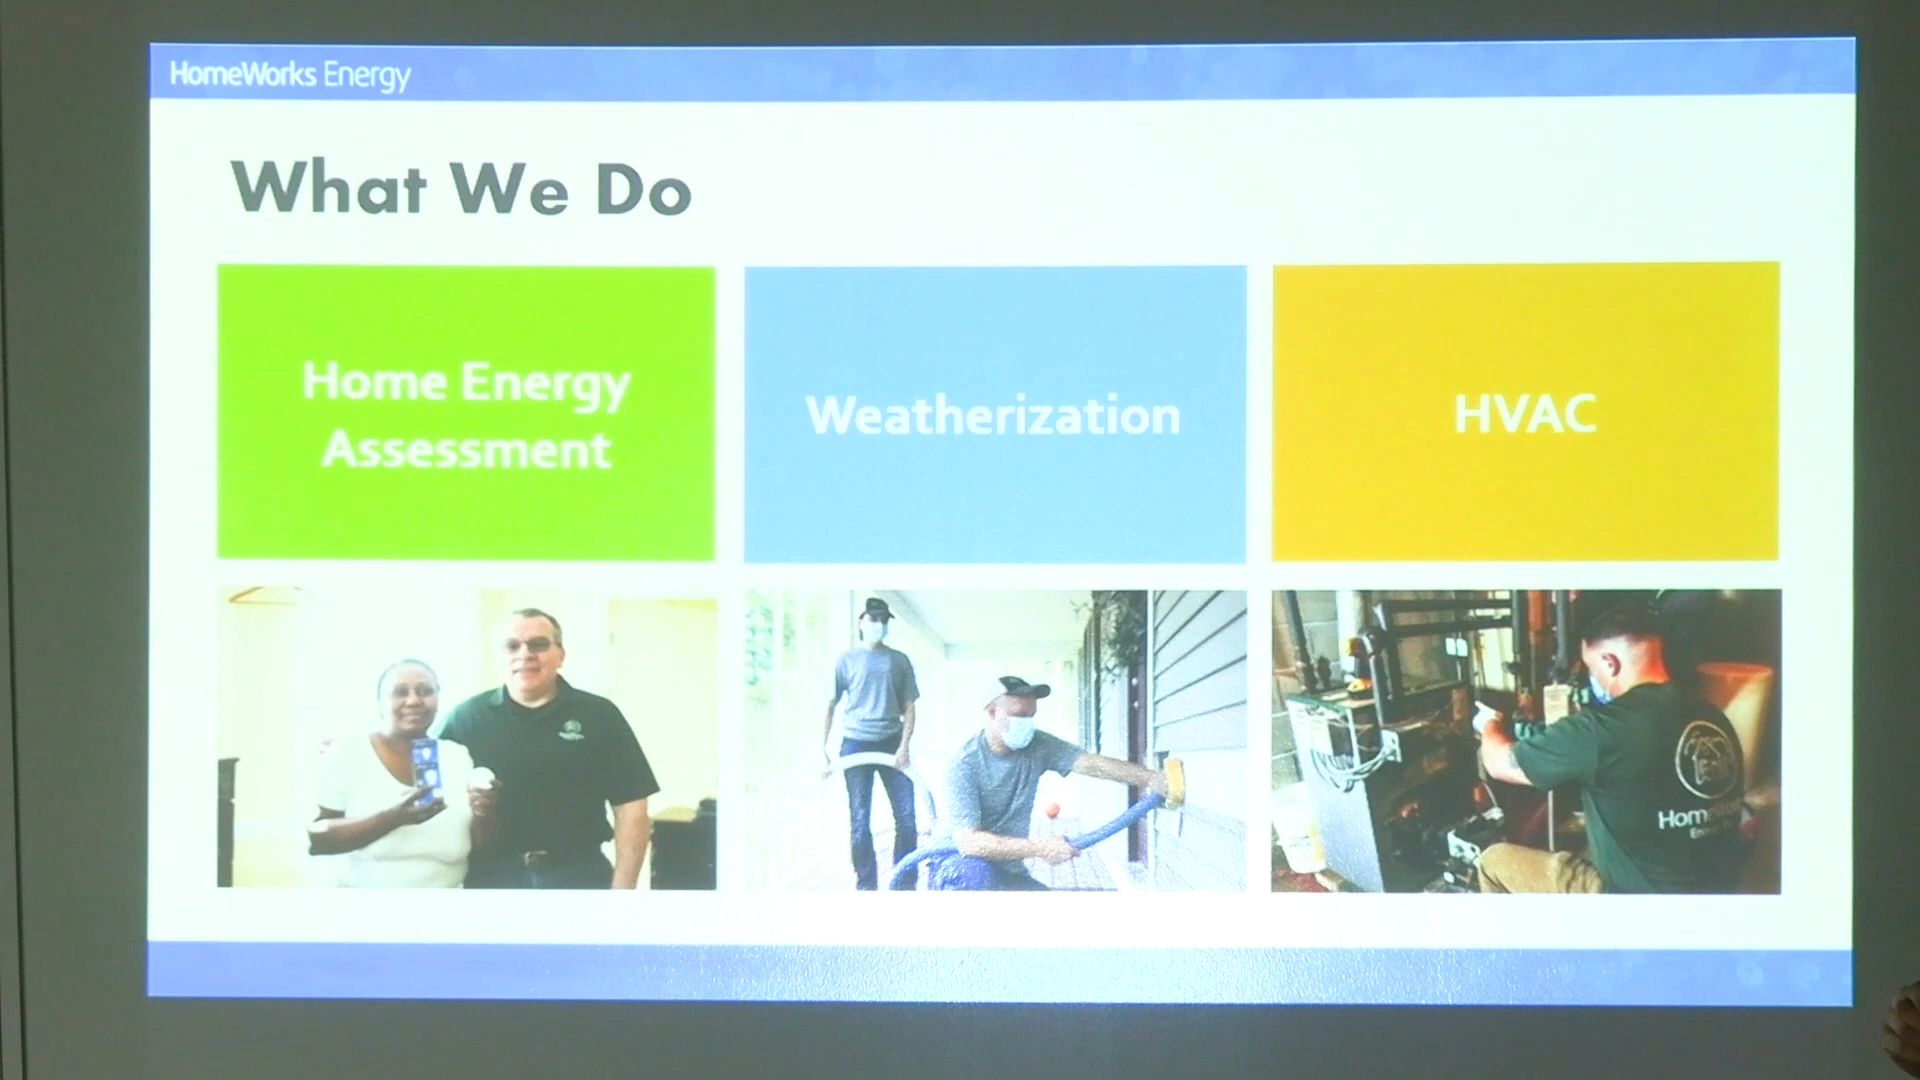 HomeWorks Energy
What We Do
Home Energy
Assessment
Weatherization
HVAC